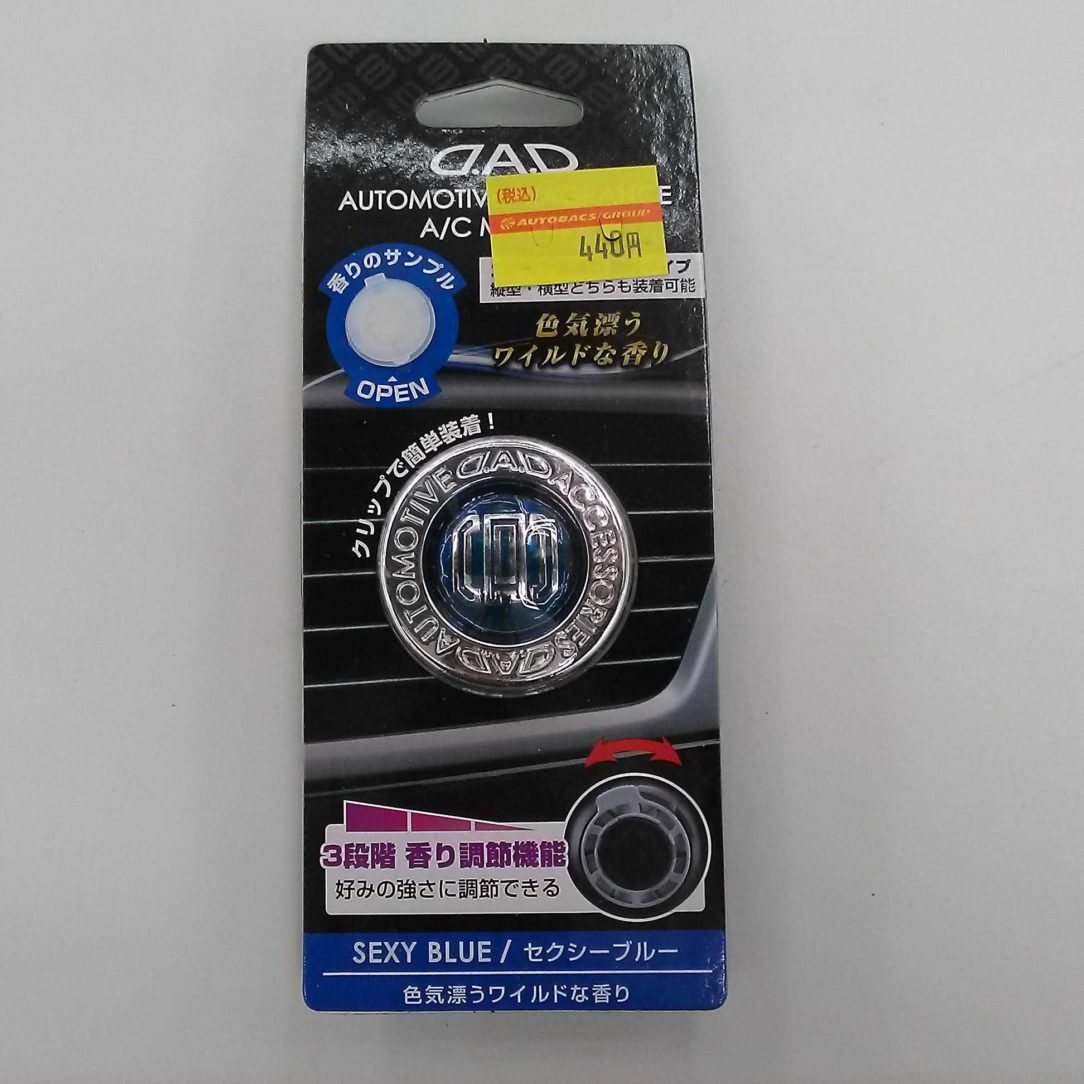 D.A.D
AUTOMOTIVE
A/C
(税込)
AUTOBACS GROUP
440円
縦型・横型どちらも装着可能
香りのサンプル
OPEN
色気漂う
ワイルドな香り
クリップで簡単装着!
D.A.D ACCESSORIES D.A.D AUTOMOTIVE
3段階 香り調節機能
好みの強さに調節できる
SEXY BLUE / セクシーブルー
色気漂うワイルドな香り